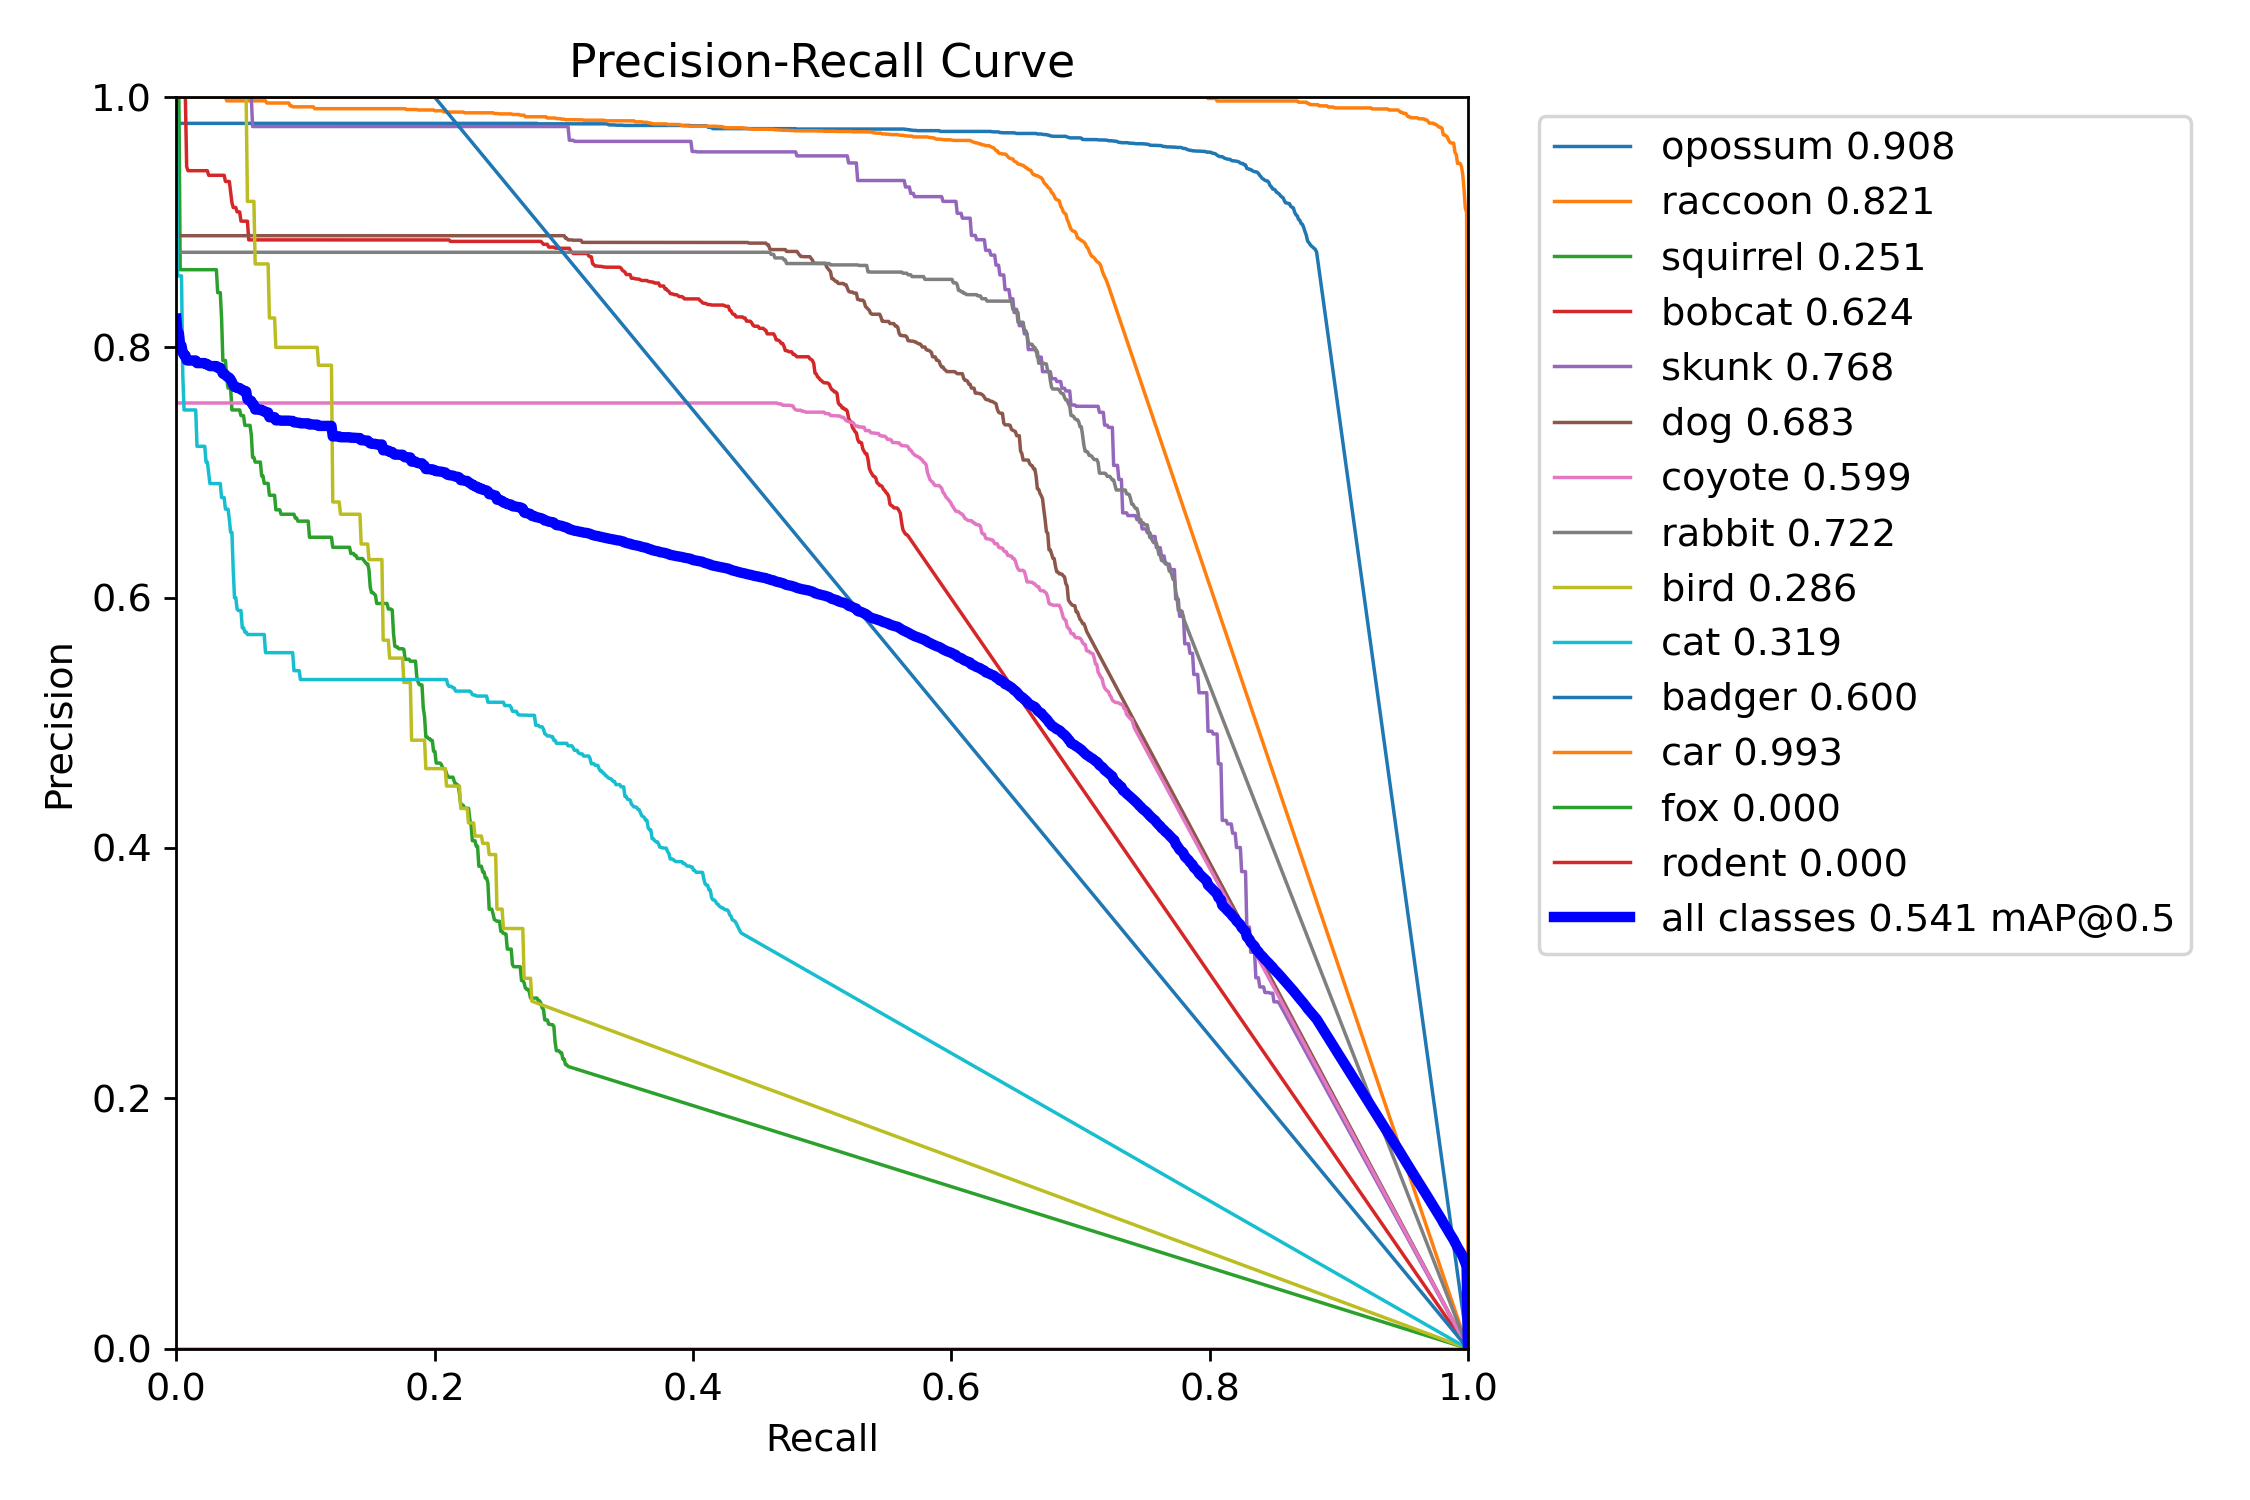 Precision-Recall Curve
1.0
0.8
0.6
0.4
0.2
0.0
Precision
0.0 0.2 0.4 0.6 0.8 1.0
Recall
opossum 0.908
raccoon 0.821
squirrel 0.251
bobcat 0.624
skunk 0.768
dog 0.683
coyote 0.599
rabbit 0.722
bird 0.286
cat 0.319
badger 0.600
car 0.993
fox 0.000
rodent 0.000
all classes 0.541 mAP@0.5